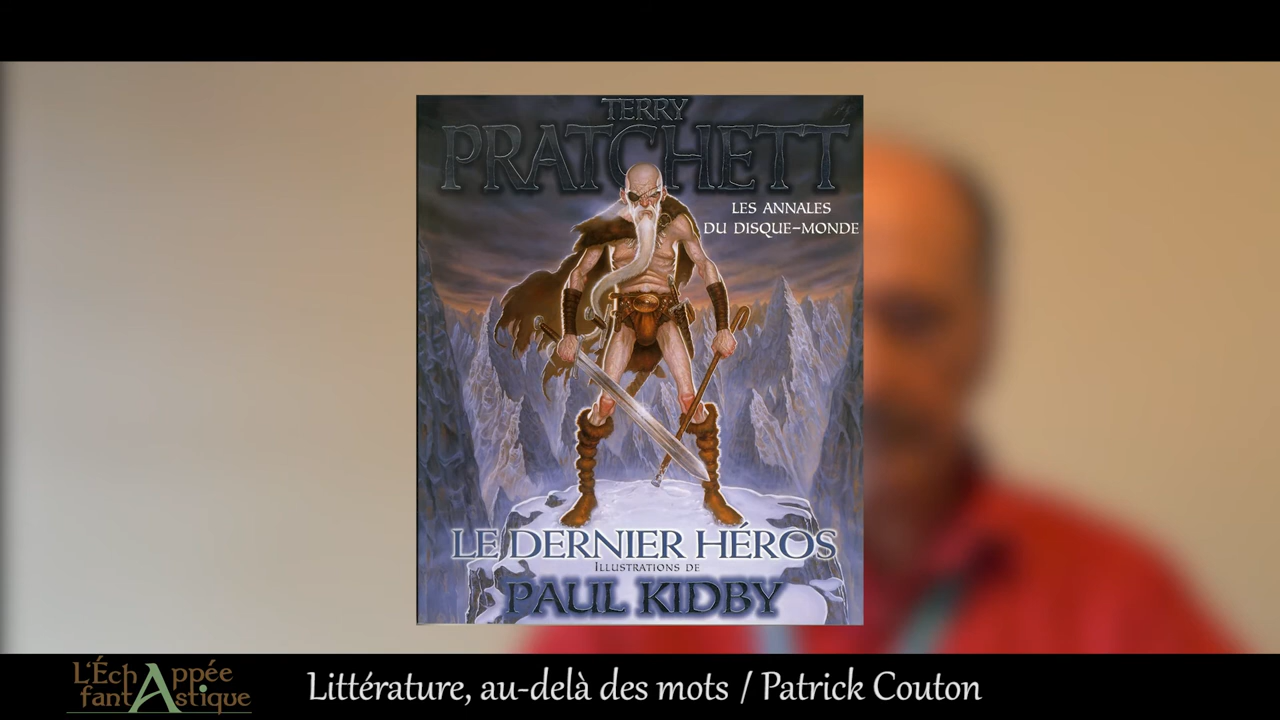 TERRY
PRATCHETT
LES ANNALES
DU DISQUE-MONDE
LE DERNIER HÉROS
ILLUSTRATIONS DE
PAUL KIDBY
L'ÉchAppée
fantAstique
Littérature, au-delà des mots / Patrick Couton